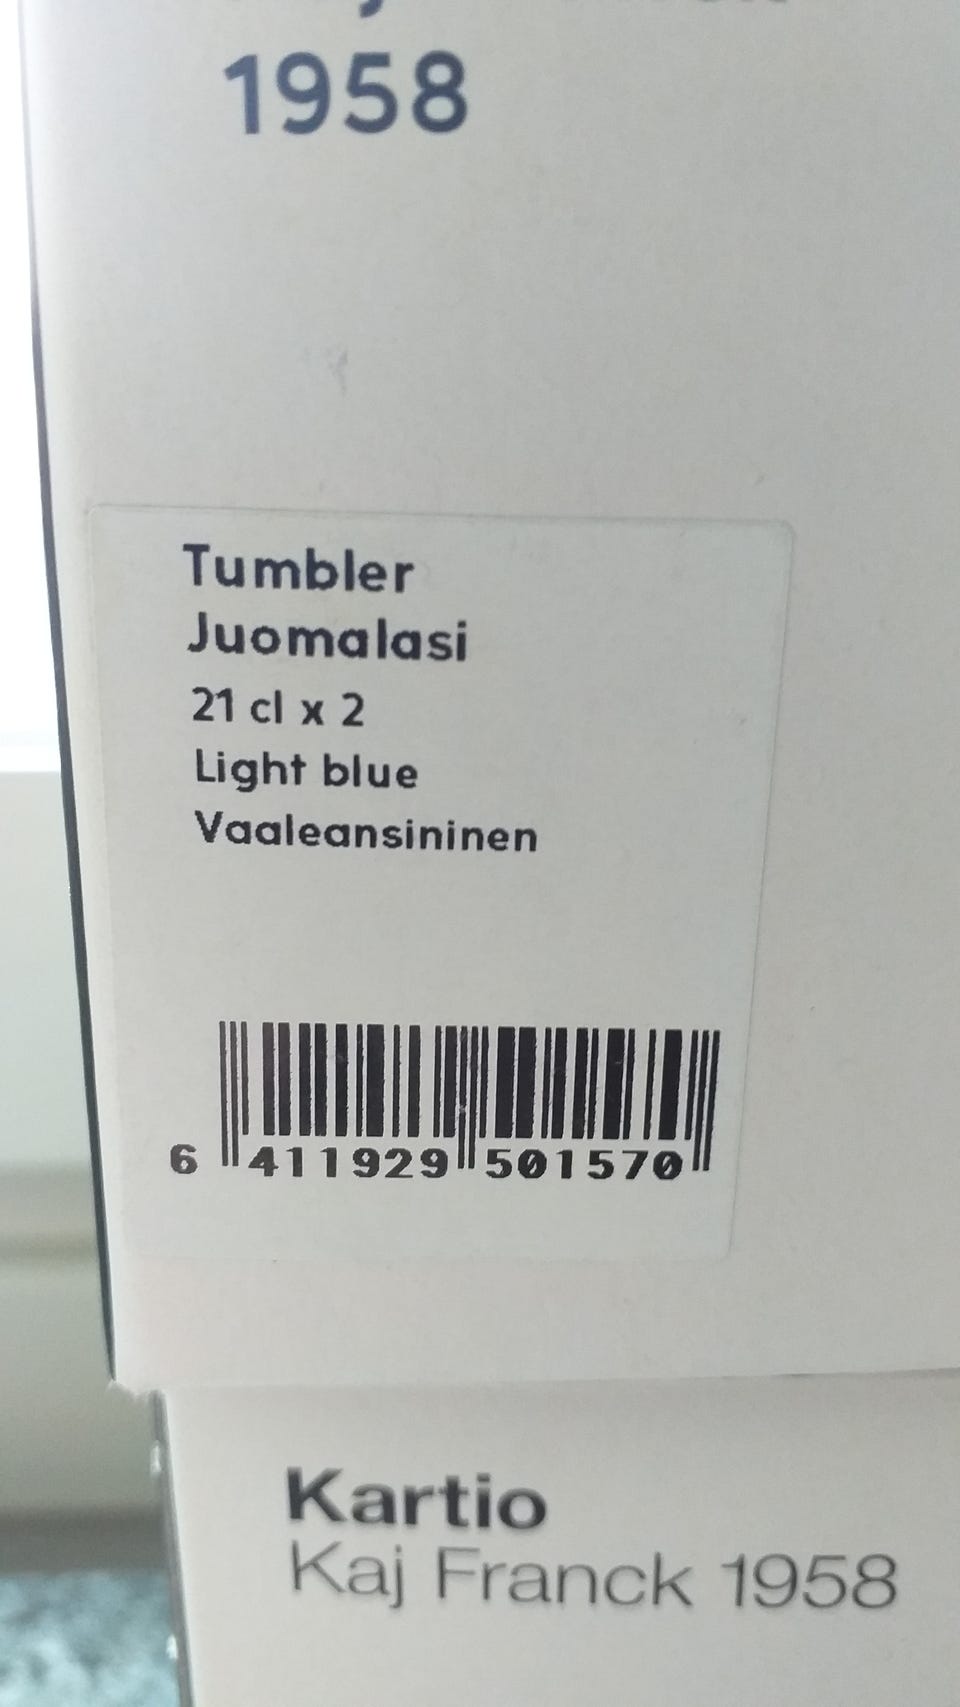 1958
Tumbler
Juomalasi
21 cl x 2
Light blue
Vaaleansininen
6 411929 501570
Kartio
Kaj Franck 1958